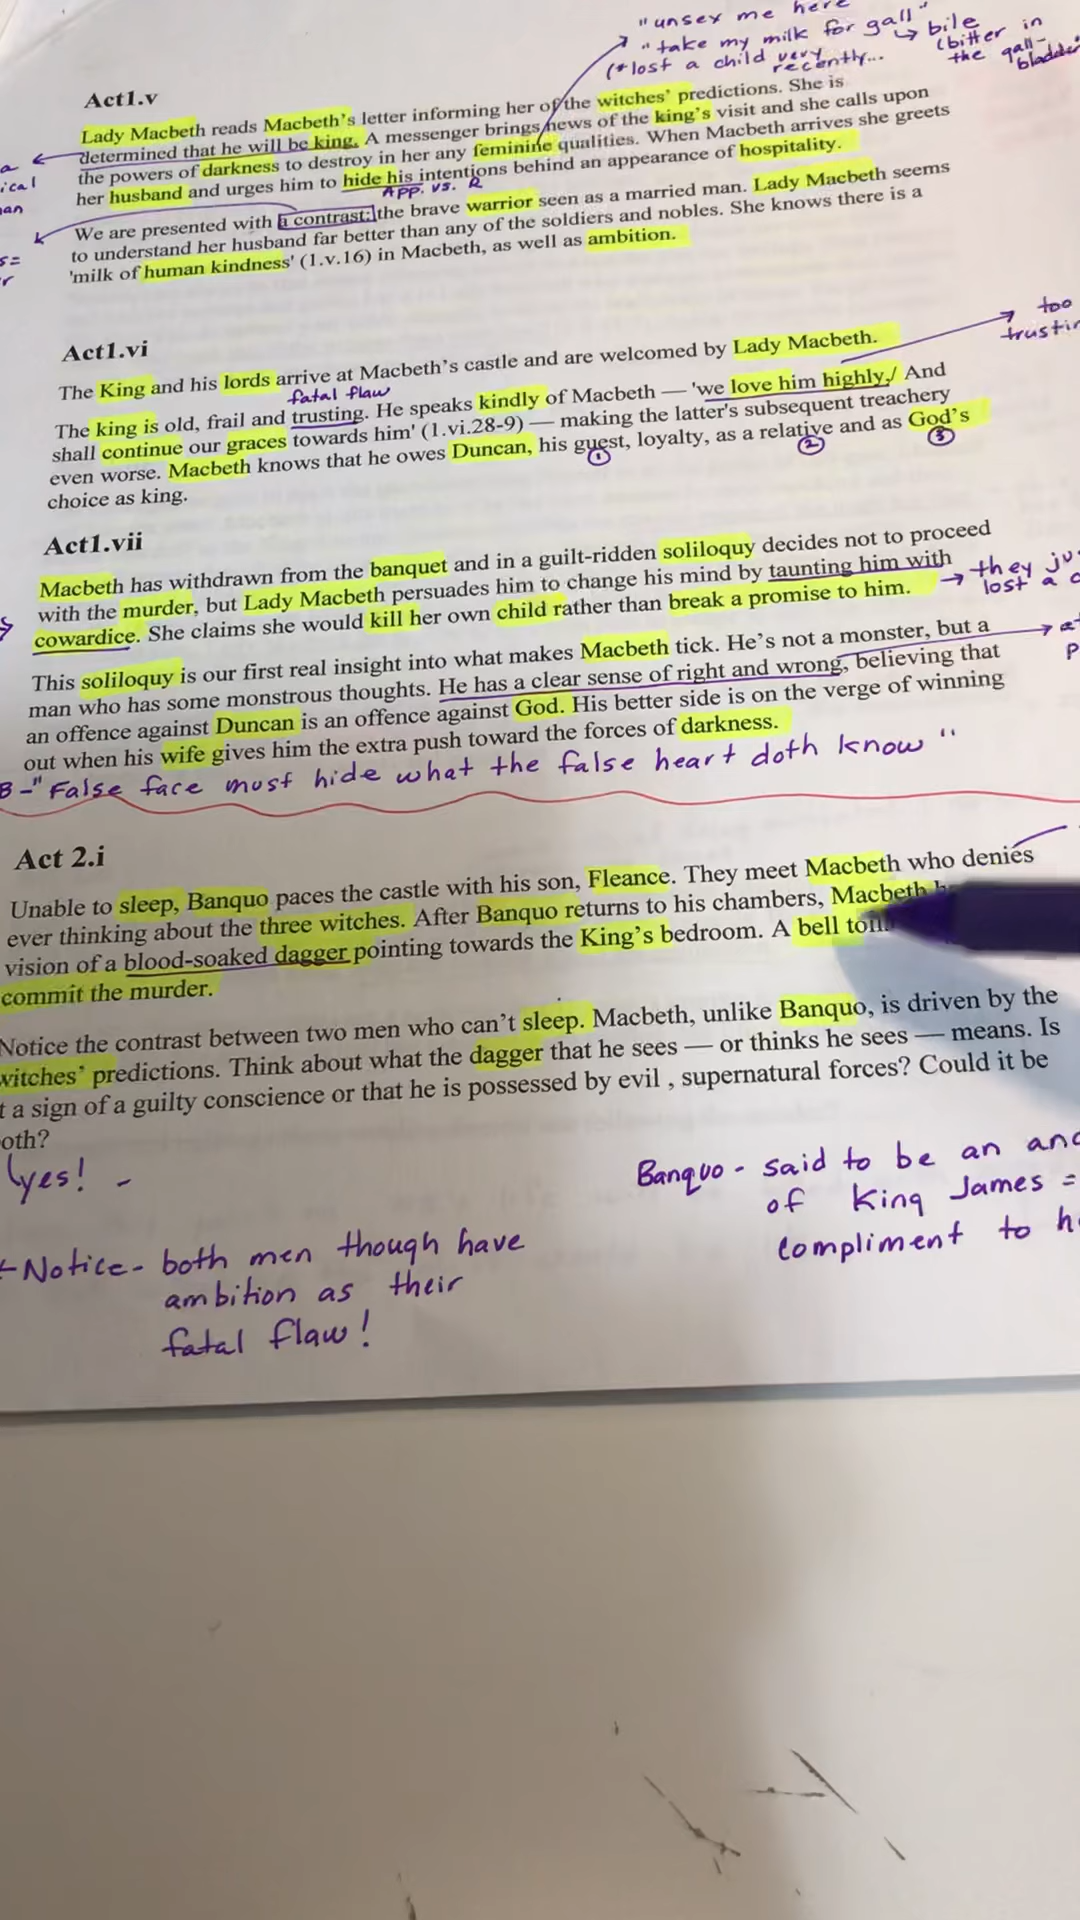 "unsex me here
"take my milk for gall"
↳ bile
(bitter in
the gall-
bladder
(*lost a child very
recently...
Act1.v
Lady Macbeth reads Macbeth's letter informing her of the witches' predictions. She is
determined that he will be king. A messenger brings news of the king's visit and she calls upon
the powers of darkness to destroy in her any feminine qualities. When Macbeth arrives she greets
her husband and urges him to hide his intentions behind an appearance of hospitality.
App. vs. R
We are presented with a contrast: the brave warrior seen as a married man. Lady Macbeth seems
to understand her husband far better than any of the soldiers and nobles. She knows there is a
'milk of human kindness' (1.v.16) in Macbeth, as well as ambition.
Act1.vi
too
The King and his lords arrive at Macbeth's castle and are welcomed by Lady Macbeth.
fatal flaw
The king is old, frail and trusting. He speaks kindly of Macbeth — 'we love him highly,/ And
shall continue our graces towards him' (1.vi.28-9) — making the latter's subsequent treachery
even worse. Macbeth knows that he owes Duncan, his guest, loyalty, as a relative and as God's
① ② ③
choice as king.
Act1.vii
Macbeth has withdrawn from the banquet and in a guilt-ridden soliloquy decides not to proceed
with the murder, but Lady Macbeth persuades him to change his mind by taunting him with
cowardice. She claims she would kill her own child rather than break a promise to him.
they
lost a
This soliloquy is our first real insight into what makes Macbeth tick. He's not a monster, but a
man who has some monstrous thoughts. He has a clear sense of right and wrong, believing that
an offence against Duncan is an offence against God. His better side is on the verge of winning
out when his wife gives him the extra push toward the forces of darkness.
B-"False face must hide what the false heart doth know"
Act 2.i
Unable to sleep, Banquo paces the castle with his son, Fleance. They meet Macbeth who denies
ever thinking about the three witches. After Banquo returns to his chambers, Macbeth
vision of a blood-soaked dagger pointing towards the King's bedroom. A bell
commit the murder.
Notice the contrast between two men who can't sleep. Macbeth, unlike Banquo, is driven by the
witches' predictions. Think about what the dagger that he sees — or thinks he sees — means. Is
t a sign of a guilty conscience or that he is possessed by evil , supernatural forces? Could it be
oth?
yes! -
Banquo - said to be an
of King James =
compliment to
Notice- both men though have
ambition as their
fatal flaw!